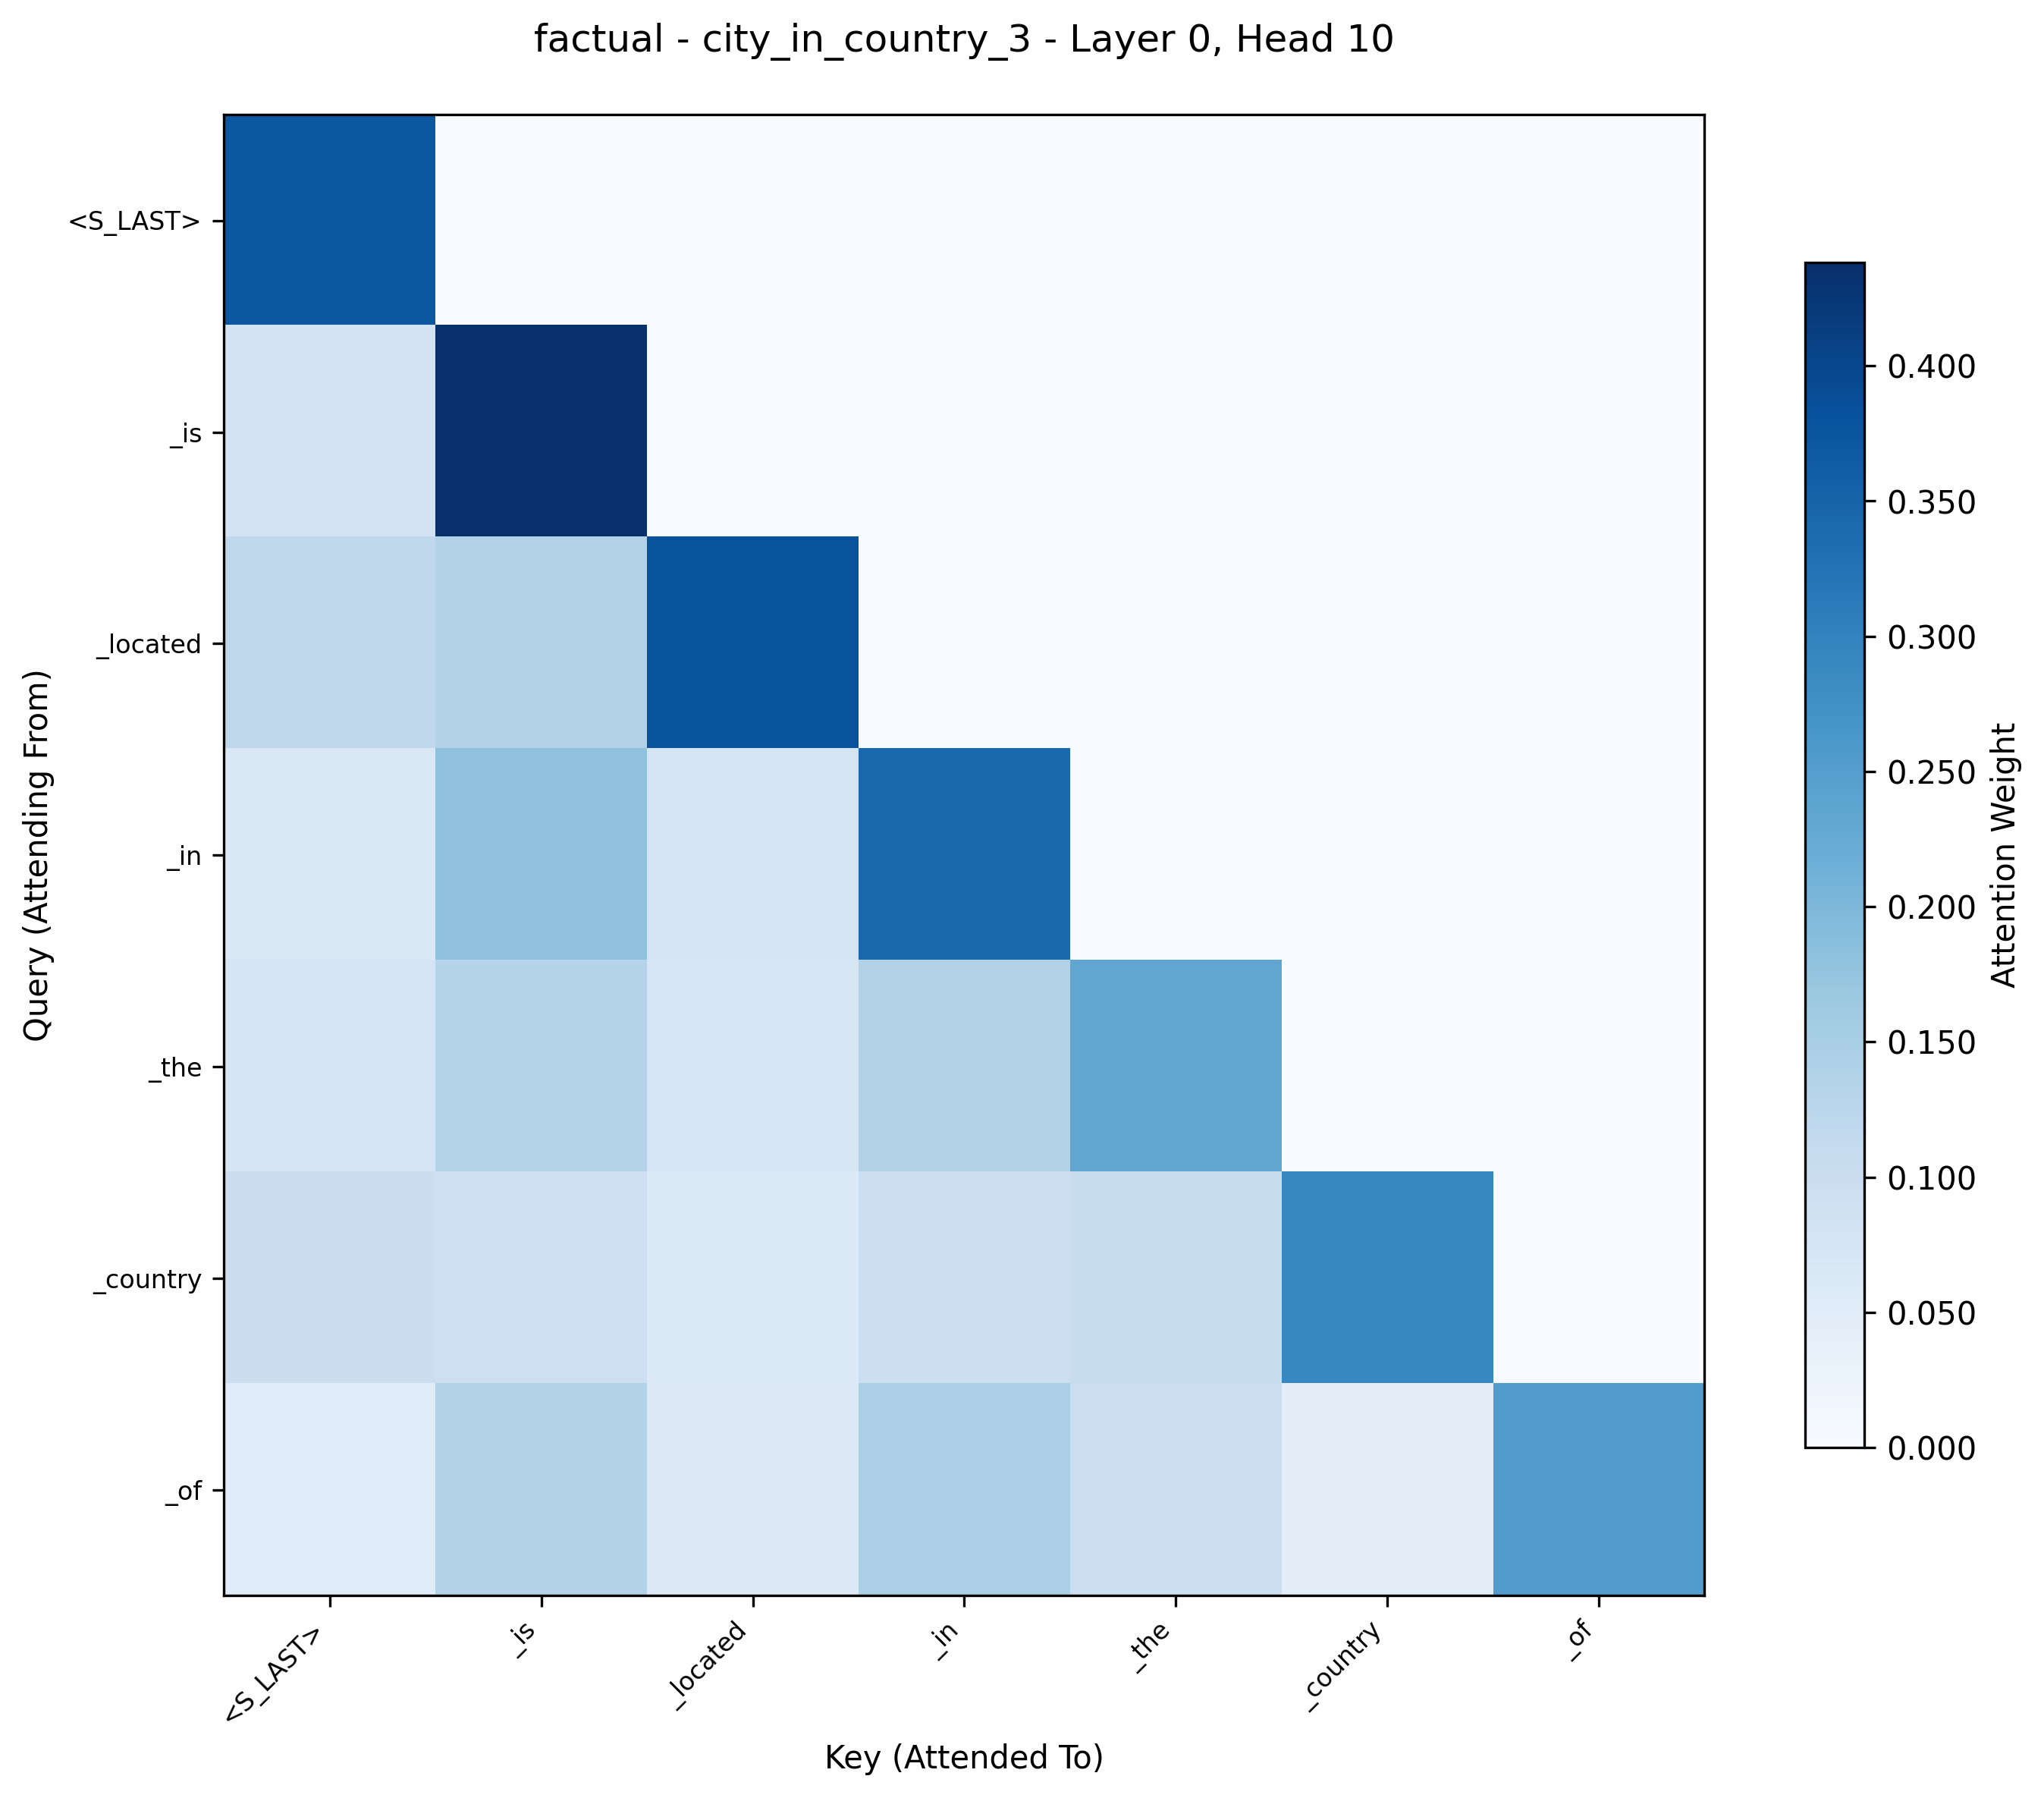 factual - city_in_country_3 - Layer 0, Head 10
Query (Attending From)
<S_LAST>
_is
_located
_in
_the
_country
_of
<S_LAST>
_is
_located
_in
_the
_country
_of
Key (Attended To)
0.400
0.350
0.300
0.250
0.200
0.150
0.100
0.050
0.000
Attention Weight